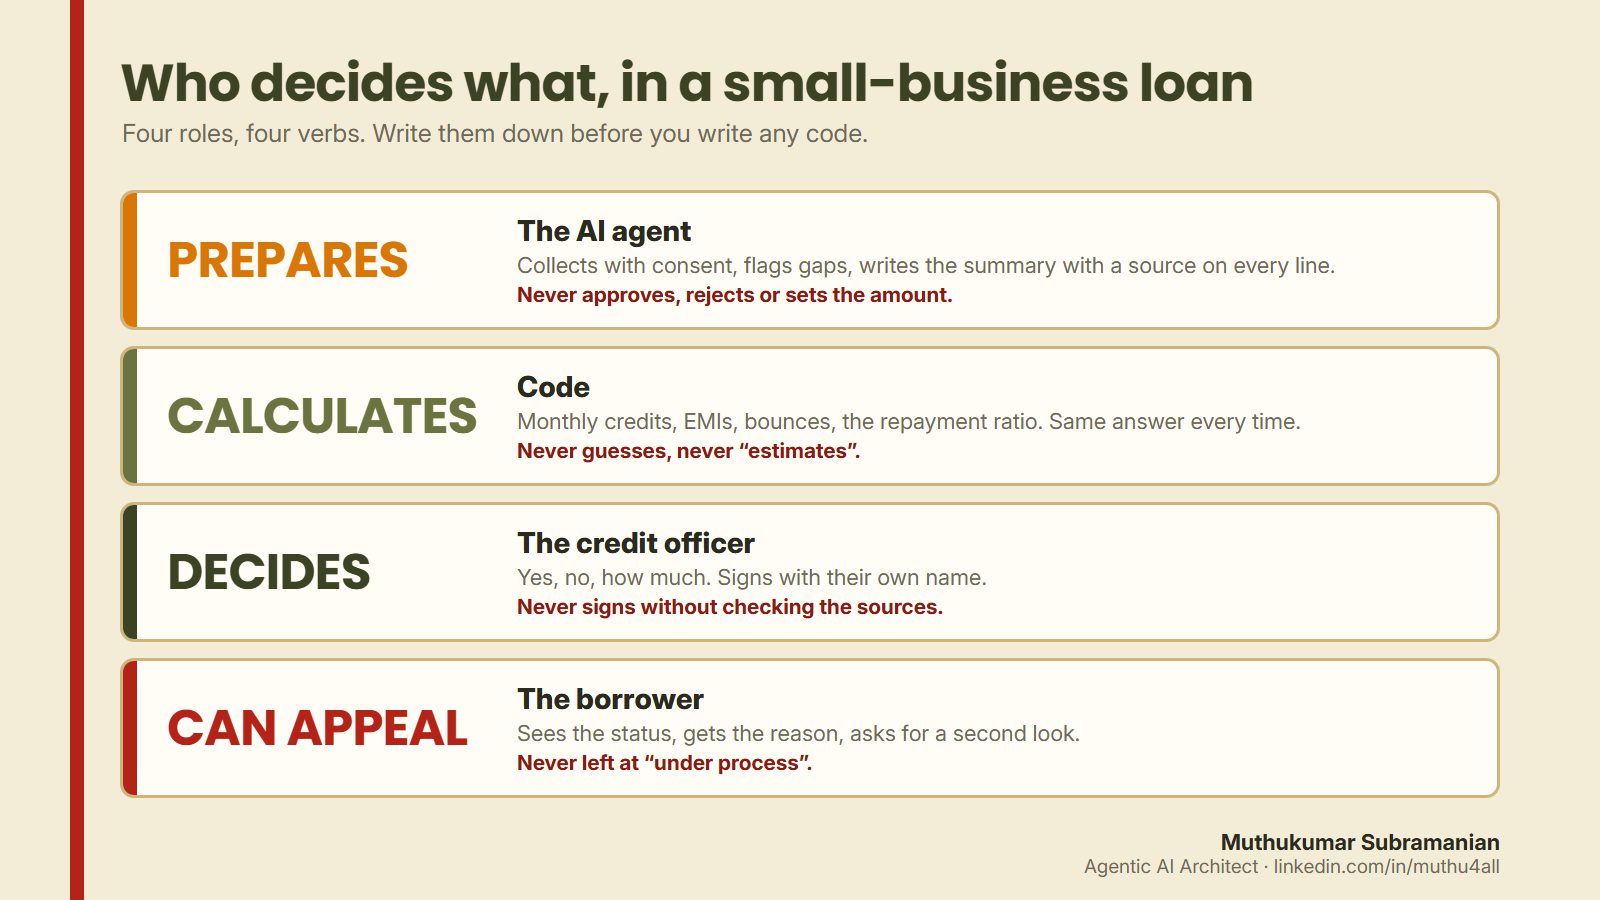 Who decides what, in a small-business loan
Four roles, four verbs. Write them down before you write any code.
PREPARES
The AI agent
Collects with consent, flags gaps, writes the summary with a source on every line.
Never approves, rejects or sets the amount.
CALCULATES
Code
Monthly credits, EMIs, bounces, the repayment ratio. Same answer every time.
Never guesses, never “estimates”.
DECIDES
The credit officer
Yes, no, how much. Signs with their own name.
Never signs without checking the sources.
CAN APPEAL
The borrower
Sees the status, gets the reason, asks for a second look.
Never left at “under process”.
Muthukumar Subramanian
Agentic AI Architect · linkedin.com/in/muthu4all